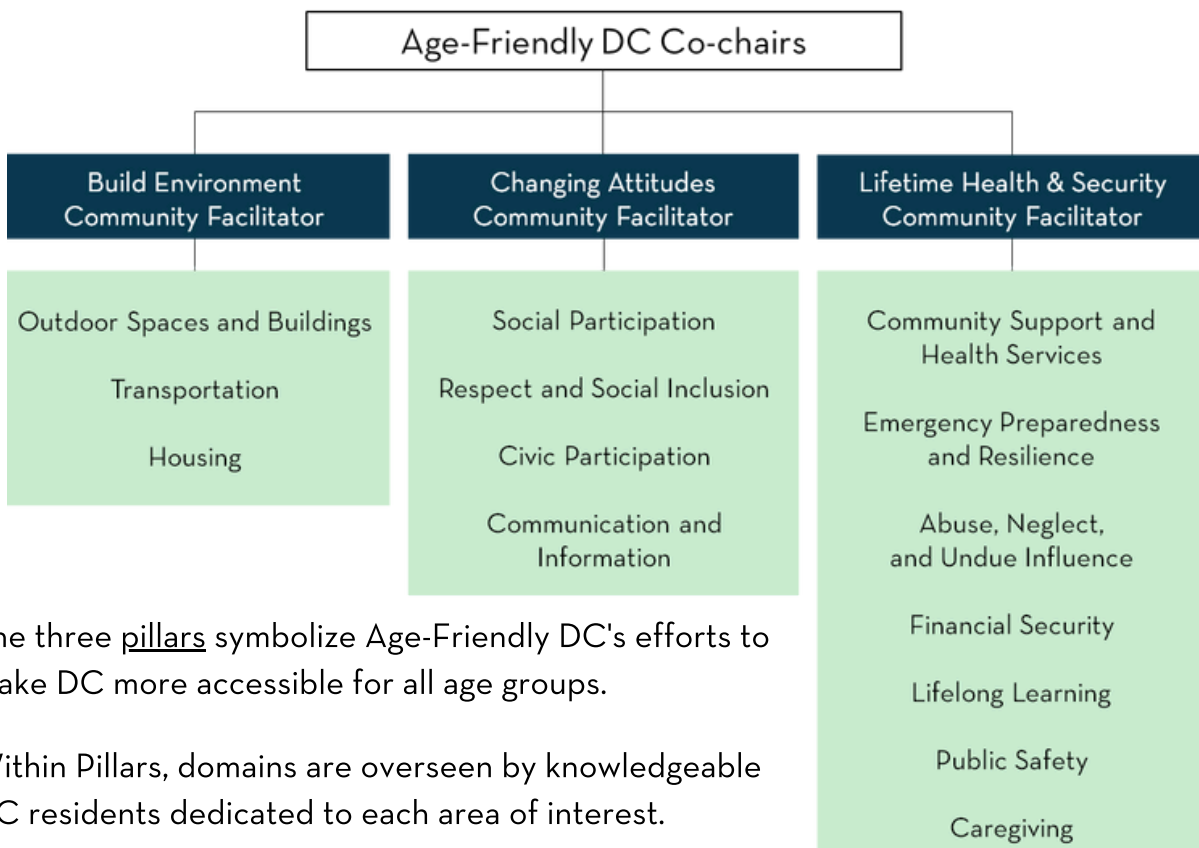 Age-Friendly DC Co-chairs
Build Environment
Community Facilitator
Outdoor Spaces and Buildings
Transportation
Housing
Changing Attitudes
Community Facilitator
Social Participation
Respect and Social Inclusion
Civic Participation
Communication and
Information
Lifetime Health & Security
Community Facilitator
Community Support and
Health Services
Emergency Preparedness
and Resilience
Abuse, Neglect,
and Undue Influence
Financial Security
Lifelong Learning
Public Safety
Caregiving
he three pillars symbolize Age-Friendly DC's efforts to
ake DC more accessible for all age groups.
ithin Pillars, domains are overseen by knowledgeable
C residents dedicated to each area of interest.